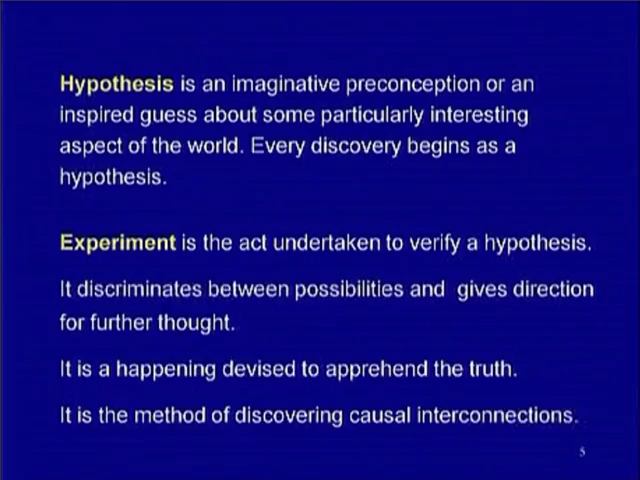 Hypothesis is an imaginative preconception or an
inspired guess about some particularly interesting
aspect of the world. Every discovery begins as a
hypothesis.
Experiment is the act undertaken to verify a hypothesis.
It discriminates between possibilities and gives direction
for further thought.
It is a happening devised to apprehend the truth.
It is the method of discovering causal interconnections.
5